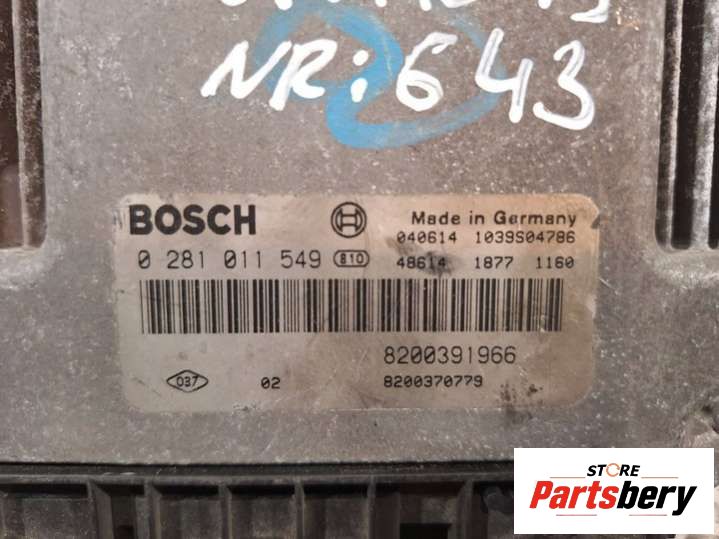 NR:643
BOSCH
Made in Germany
040614 1039S04786
0 281 011 549 810
48614 1877 1160
8200391966
037 02 8200370779
STORE
Partsbery